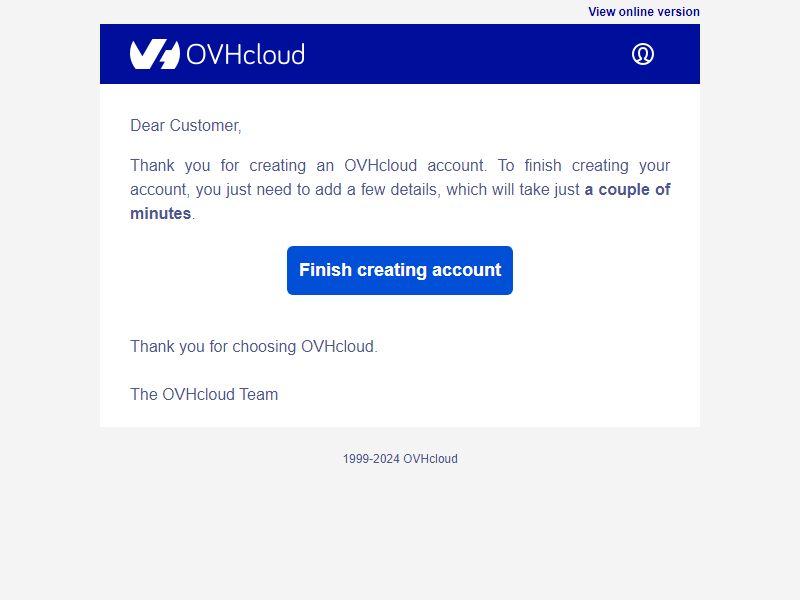 View online version
OVHcloud
Dear Customer,
Thank you for creating an OVHcloud account. To finish creating your
account, you just need to add a few details, which will take just a couple of
minutes.
Finish creating account
Thank you for choosing OVHcloud.
The OVHcloud Team
1999-2024 OVHcloud